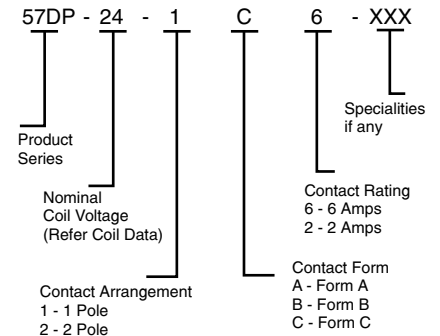 57DP - 24 - 1 C 6 - XXX
Specialities
if any
Product
Series
Contact Rating
6 - 6 Amps
2 - 2 Amps
Nominal
Coil Voltage
(Refer Coil Data)
Contact Form
A - Form A
B - Form B
C - Form C
Contact Arrangement
1 - 1 Pole
2 - 2 Pole